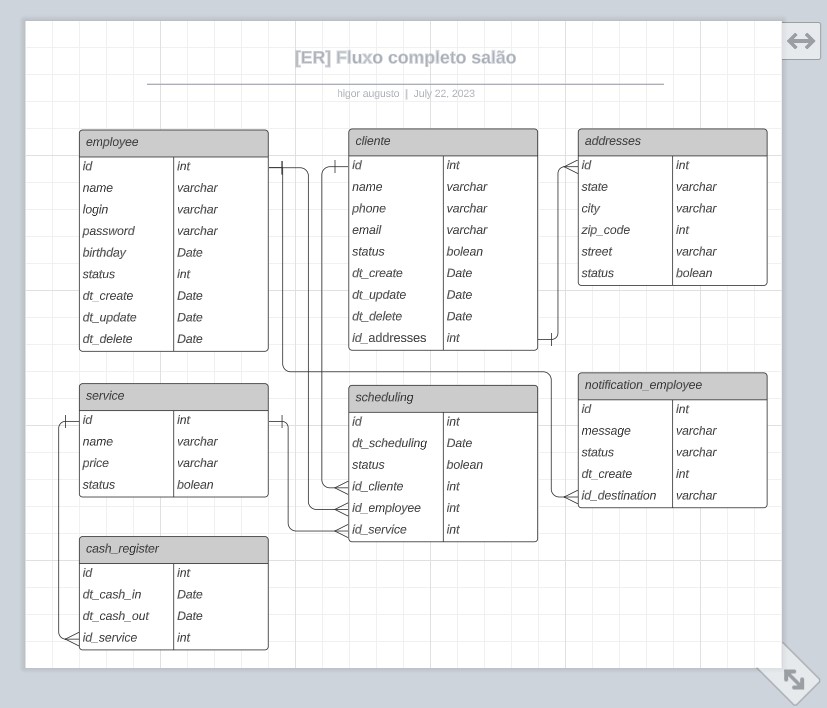 [ER] Fluxo completo salão
higor augusto | July 22, 2023
employee
id int
name varchar
login varchar
password varchar
birthday Date
status int
dt_create Date
dt_update Date
dt_delete Date
cliente
id int
name varchar
phone varchar
email varchar
status bolean
dt_create Date
dt_update Date
dt_delete Date
id_addresses int
addresses
id int
state varchar
city varchar
zip_code int
street varchar
status bolean
service
id int
name varchar
price varchar
status bolean
scheduling
id int
dt_scheduling Date
status bolean
id_cliente int
id_employee int
id_service int
notification_employee
id int
message varchar
status varchar
dt_create int
id_destination varchar
cash_register
id int
dt_cash_in Date
dt_cash_out Date
id_service int